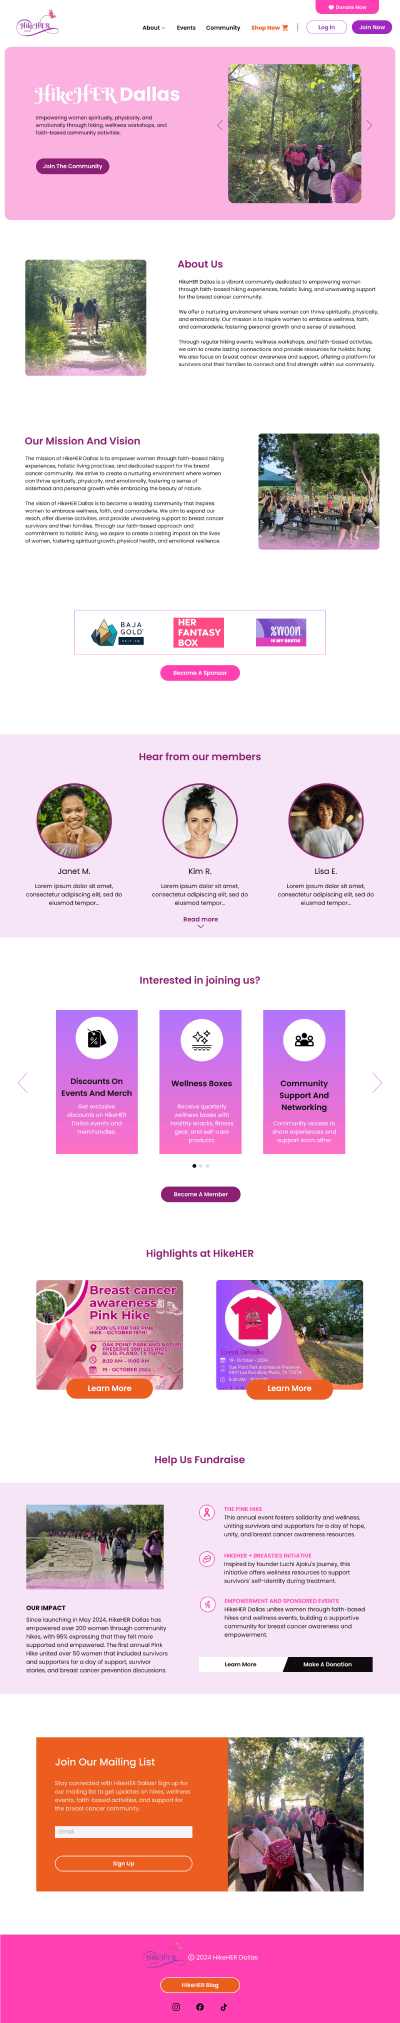 Donate Now
HikeHER
About
Events
Community
Shop Now
Log In
Join Now
HikeHER Dallas
Empowering women spiritually, physically, and
emotionally through hiking, wellness workshops, and
faith-based community activities.
Join The Community
About Us
HikeHER Dallas is a vibrant community dedicated to empowering women
through faith-based hiking experiences, holistic living, and unwavering support
for the breast cancer community.
We offer a nurturing environment where women can thrive spiritually, physically,
and emotionally. Our mission is to inspire women to embrace wellness, faith,
and camaraderie, fostering personal growth and a sense of sisterhood.
Through regular hiking events, wellness workshops, and faith-based activities,
we aim to create lasting connections and provide resources for holistic living.
We also focus on breast cancer awareness and support, offering a platform for
survivors and their families to connect and find strength within our community.
Our Mission And Vision
The mission of HikeHER Dallas is to empower women through faith-based hiking
experiences, holistic living practices, and dedicated support for the breast
cancer community. We strive to create a nurturing environment where women
can thrive spiritually, physically, and emotionally, fostering a sense of
sisterhood and personal growth while embracing the beauty of nature.
The vision of HikeHER Dallas is to become a leading community that inspires
women to embrace wellness, faith, and camaraderie. We aim to expand our
reach, offer diverse activities, and provide unwavering support to breast cancer
survivors and their families. Through our faith-based approach and
commitment to holistic living, we aspire to create a lasting impact on the lives
of women, fostering spiritual growth, physical health, and emotional resilience.
BAJA
GOLD
HER
FANTASY
BOX
SWOON
Become A Sponsor
Hear from our members
Janet M.
Lorem ipsum dolor sit amet,
consectetur adipiscing elit, sed do
eiusmod tempor...
Kim R.
Lorem ipsum dolor sit amet,
consectetur adipiscing elit, sed do
eiusmod tempor...
Lisa E.
Lorem ipsum dolor sit amet,
consectetur adipiscing elit, sed do
eiusmod tempor...
Read more
Interested in joining us?
Discounts On
Events And Merch
Get exclusive
discounts on HikeHER
Dallas events and
merchandise.
Wellness Boxes
Receive quarterly
wellness boxes with
healthy snacks, fitness
gear, and self-care
products.
Community
Support And
Networking
Community access to
share experiences and
support each other
Become A Member
Highlights at HikeHER
Breast cancer
awareness
Pink Hike
JOIN US FOR THE PINK
HIKE - OCTOBER 19TH!
OAK POINT PARK AND NATURE
PRESERVE 5901 LOS RIOS
BLVD, PLANO, TX 75074
8:30 AM - 11:00 AM
19 - OCTOBER - 2024
Learn More
Event Details:
19 - October - 2024
Oak Point Park and Nature Preserve
5901 Los Rios Blvd, Plano, TX 75074
Learn More
Help Us Fundraise
OUR IMPACT
Since launching in May 2024, HikeHER Dallas has
empowered over 200 women through community
hikes, with 95% expressing that they felt more
supported and empowered. The first annual Pink
Hike united over 50 women that included survivors
and supporters for a day of support, survivor
stories, and breast cancer prevention discussions.
THE PINK HIKE
This annual event fosters solidarity and wellness,
uniting survivors and supporters for a day of hope,
unity, and breast cancer awareness resources.
HIKEHER + BREASTIES INITIATIVE
Inspired by founder Luchi Ajoku's journey, this
initiative offers wellness resources to support
survivors' self-identity during treatment.
EMPOWERMENT AND SPONSORED EVENTS
HikeHER Dallas unites women through faith-based
hikes and wellness events, building a supportive
community for breast cancer awareness and
empowerment.
Learn More
Make A Donation
Join Our Mailing List
Stay connected with HikeHER Dallas! Sign up for
our mailing list to get updates on hikes, wellness
events, faith-based activities, and support for
the breast cancer community.
Email
Sign Up
HikeHER
© 2024 HikeHER Dallas
HikeHER Blog